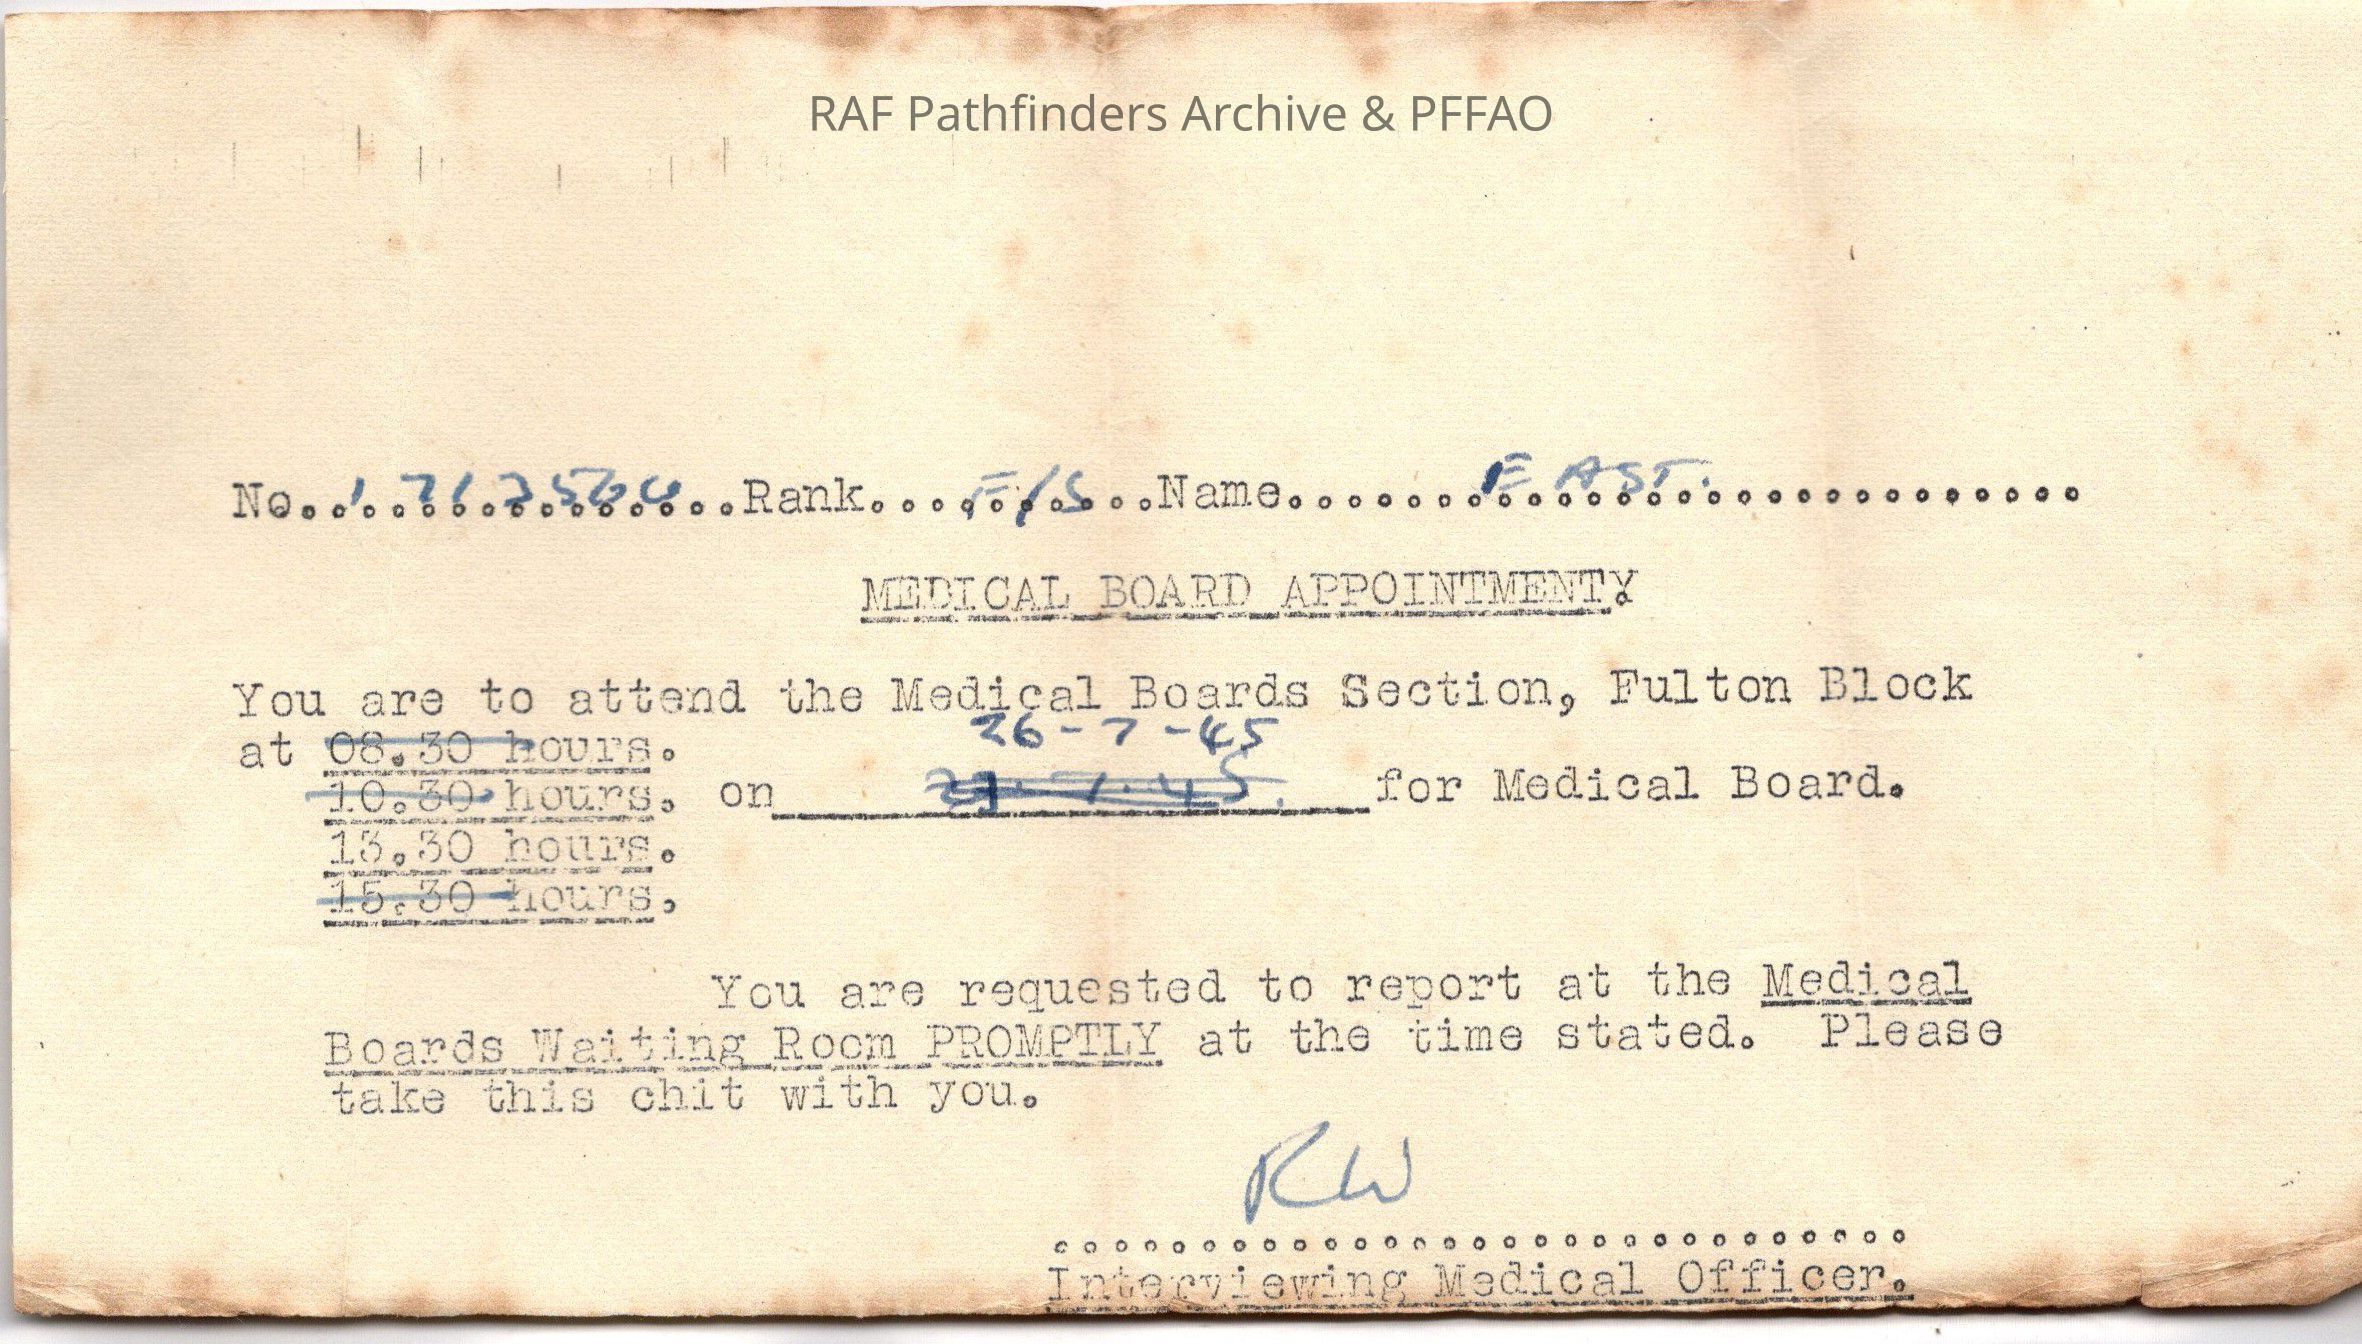 RAF Pathfinders Archive & PFFAO
No. Rank F/S Name EAST.
MEDICAL BOARD APPOINTMENTY
You are to attend the Medical Boards Section, Fulton Block
26-7-45
at 08.30 hours.
10.30 hours. on for Medical Board.
13.30 hours.
15.30 hours,
You are requested to report at the Medical
Boards Waiting Room PROMPTLY at the time stated. Please
take this chit with you.
RW
Interviewing Medical Officer.